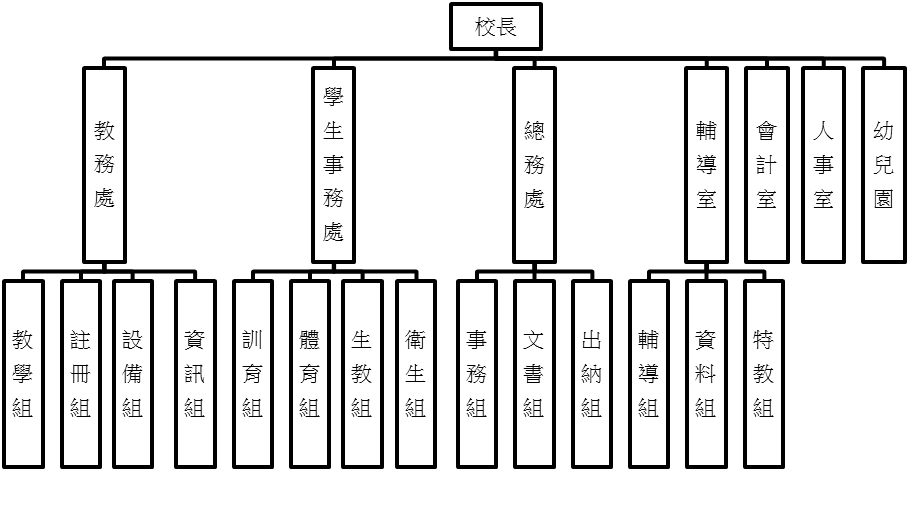 校長
教務處
學生事務處
總務處
輔導室
會計室
人事室
幼兒園
教學組
註冊組
設備組
資訊組
訓育組
體育組
生教組
衛生組
事務組
文書組
出納組
輔導組
資料組
特教組